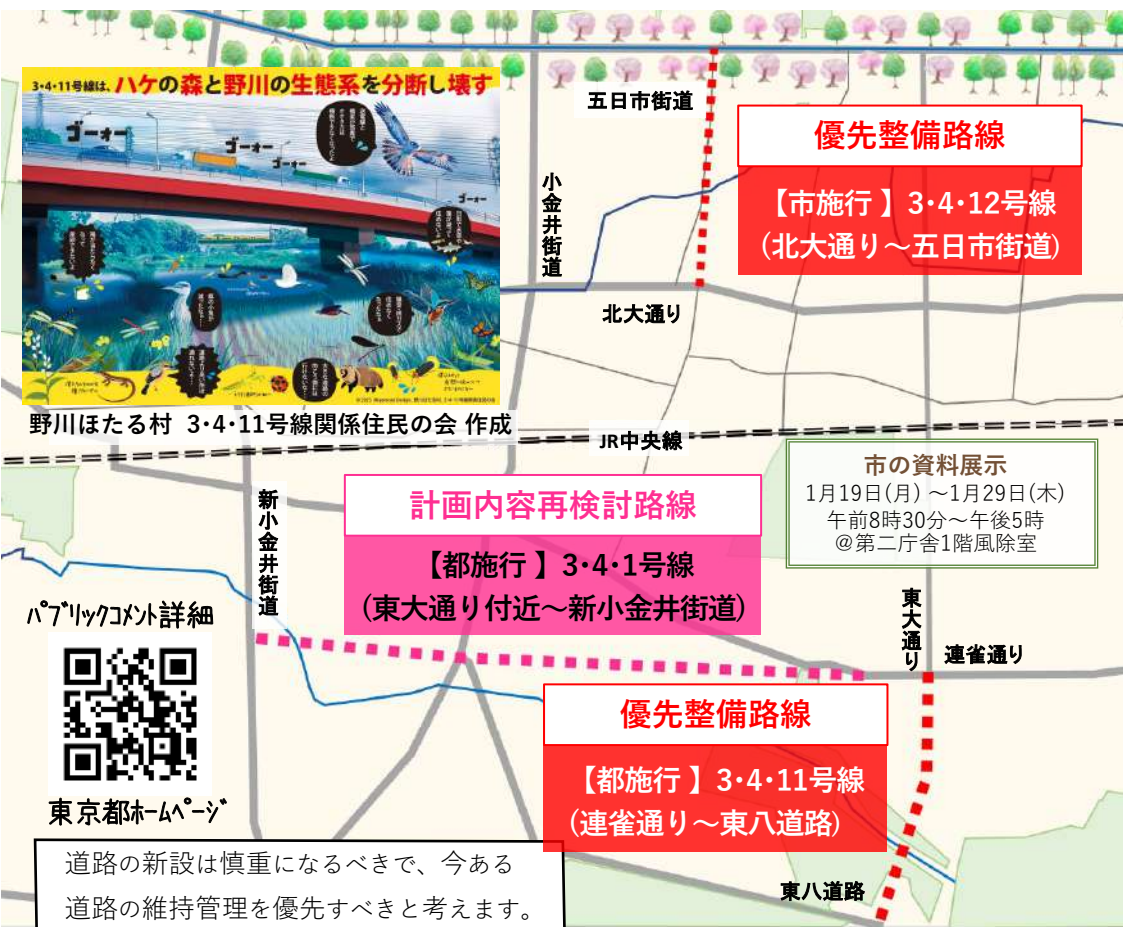 3・4・11号線は、ハケの森と野川の生態系を分断し壊す
ゴーォー
ゴーォー
ゴーォー
ゴーォー
野川ほたる村 3・4・11号線関係住民の会 作成
五日市街道
優先整備路線
【市施行 】3・4・12号線
(北大通り～五日市街道)
小金井街道
北大通り
JR中央線
市の資料展示
1月19日(月) ～1月29日(木)
午前8時30分～午後5時
@第二庁舎1階風除室
新小金井街道
計画内容再検討路線
【都施行 】3・4・1号線
(東大通り付近～新小金井街道)
東大通り
連雀通り
パブリックコメント詳細
東京都ホームページ
優先整備路線
【都施行 】3・4・11号線
(連雀通り～東八道路)
東八道路
道路の新設は慎重になるべきで、今ある
道路の維持管理を優先すべきと考えます。